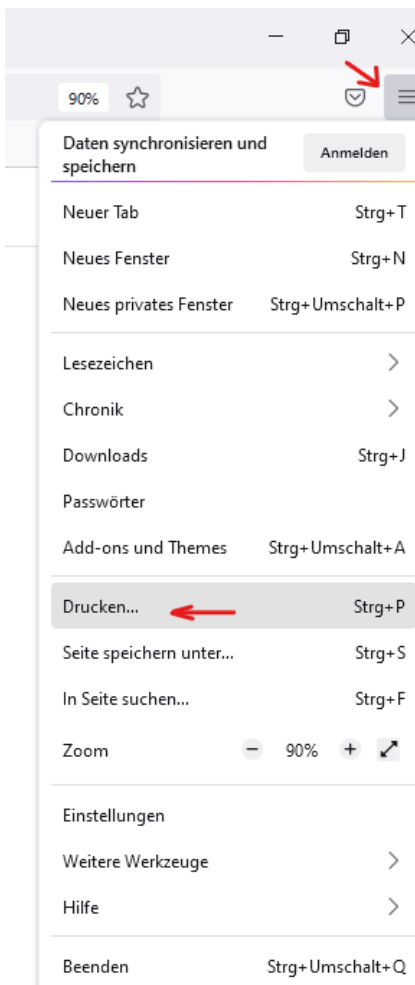 90%
Daten synchronisieren und
speichern
Anmelden
Neuer Tab Strg+T
Neues Fenster Strg+N
Neues privates Fenster Strg+Umschalt+P
Lesezeichen
Chronik
Downloads Strg+J
Passwörter
Add-ons und Themes Strg+Umschalt+A
Drucken... Strg+P
Seite speichern unter... Strg+S
In Seite suchen... Strg+F
Zoom − 90% +
Einstellungen
Weitere Werkzeuge
Hilfe
Beenden Strg+Umschalt+Q